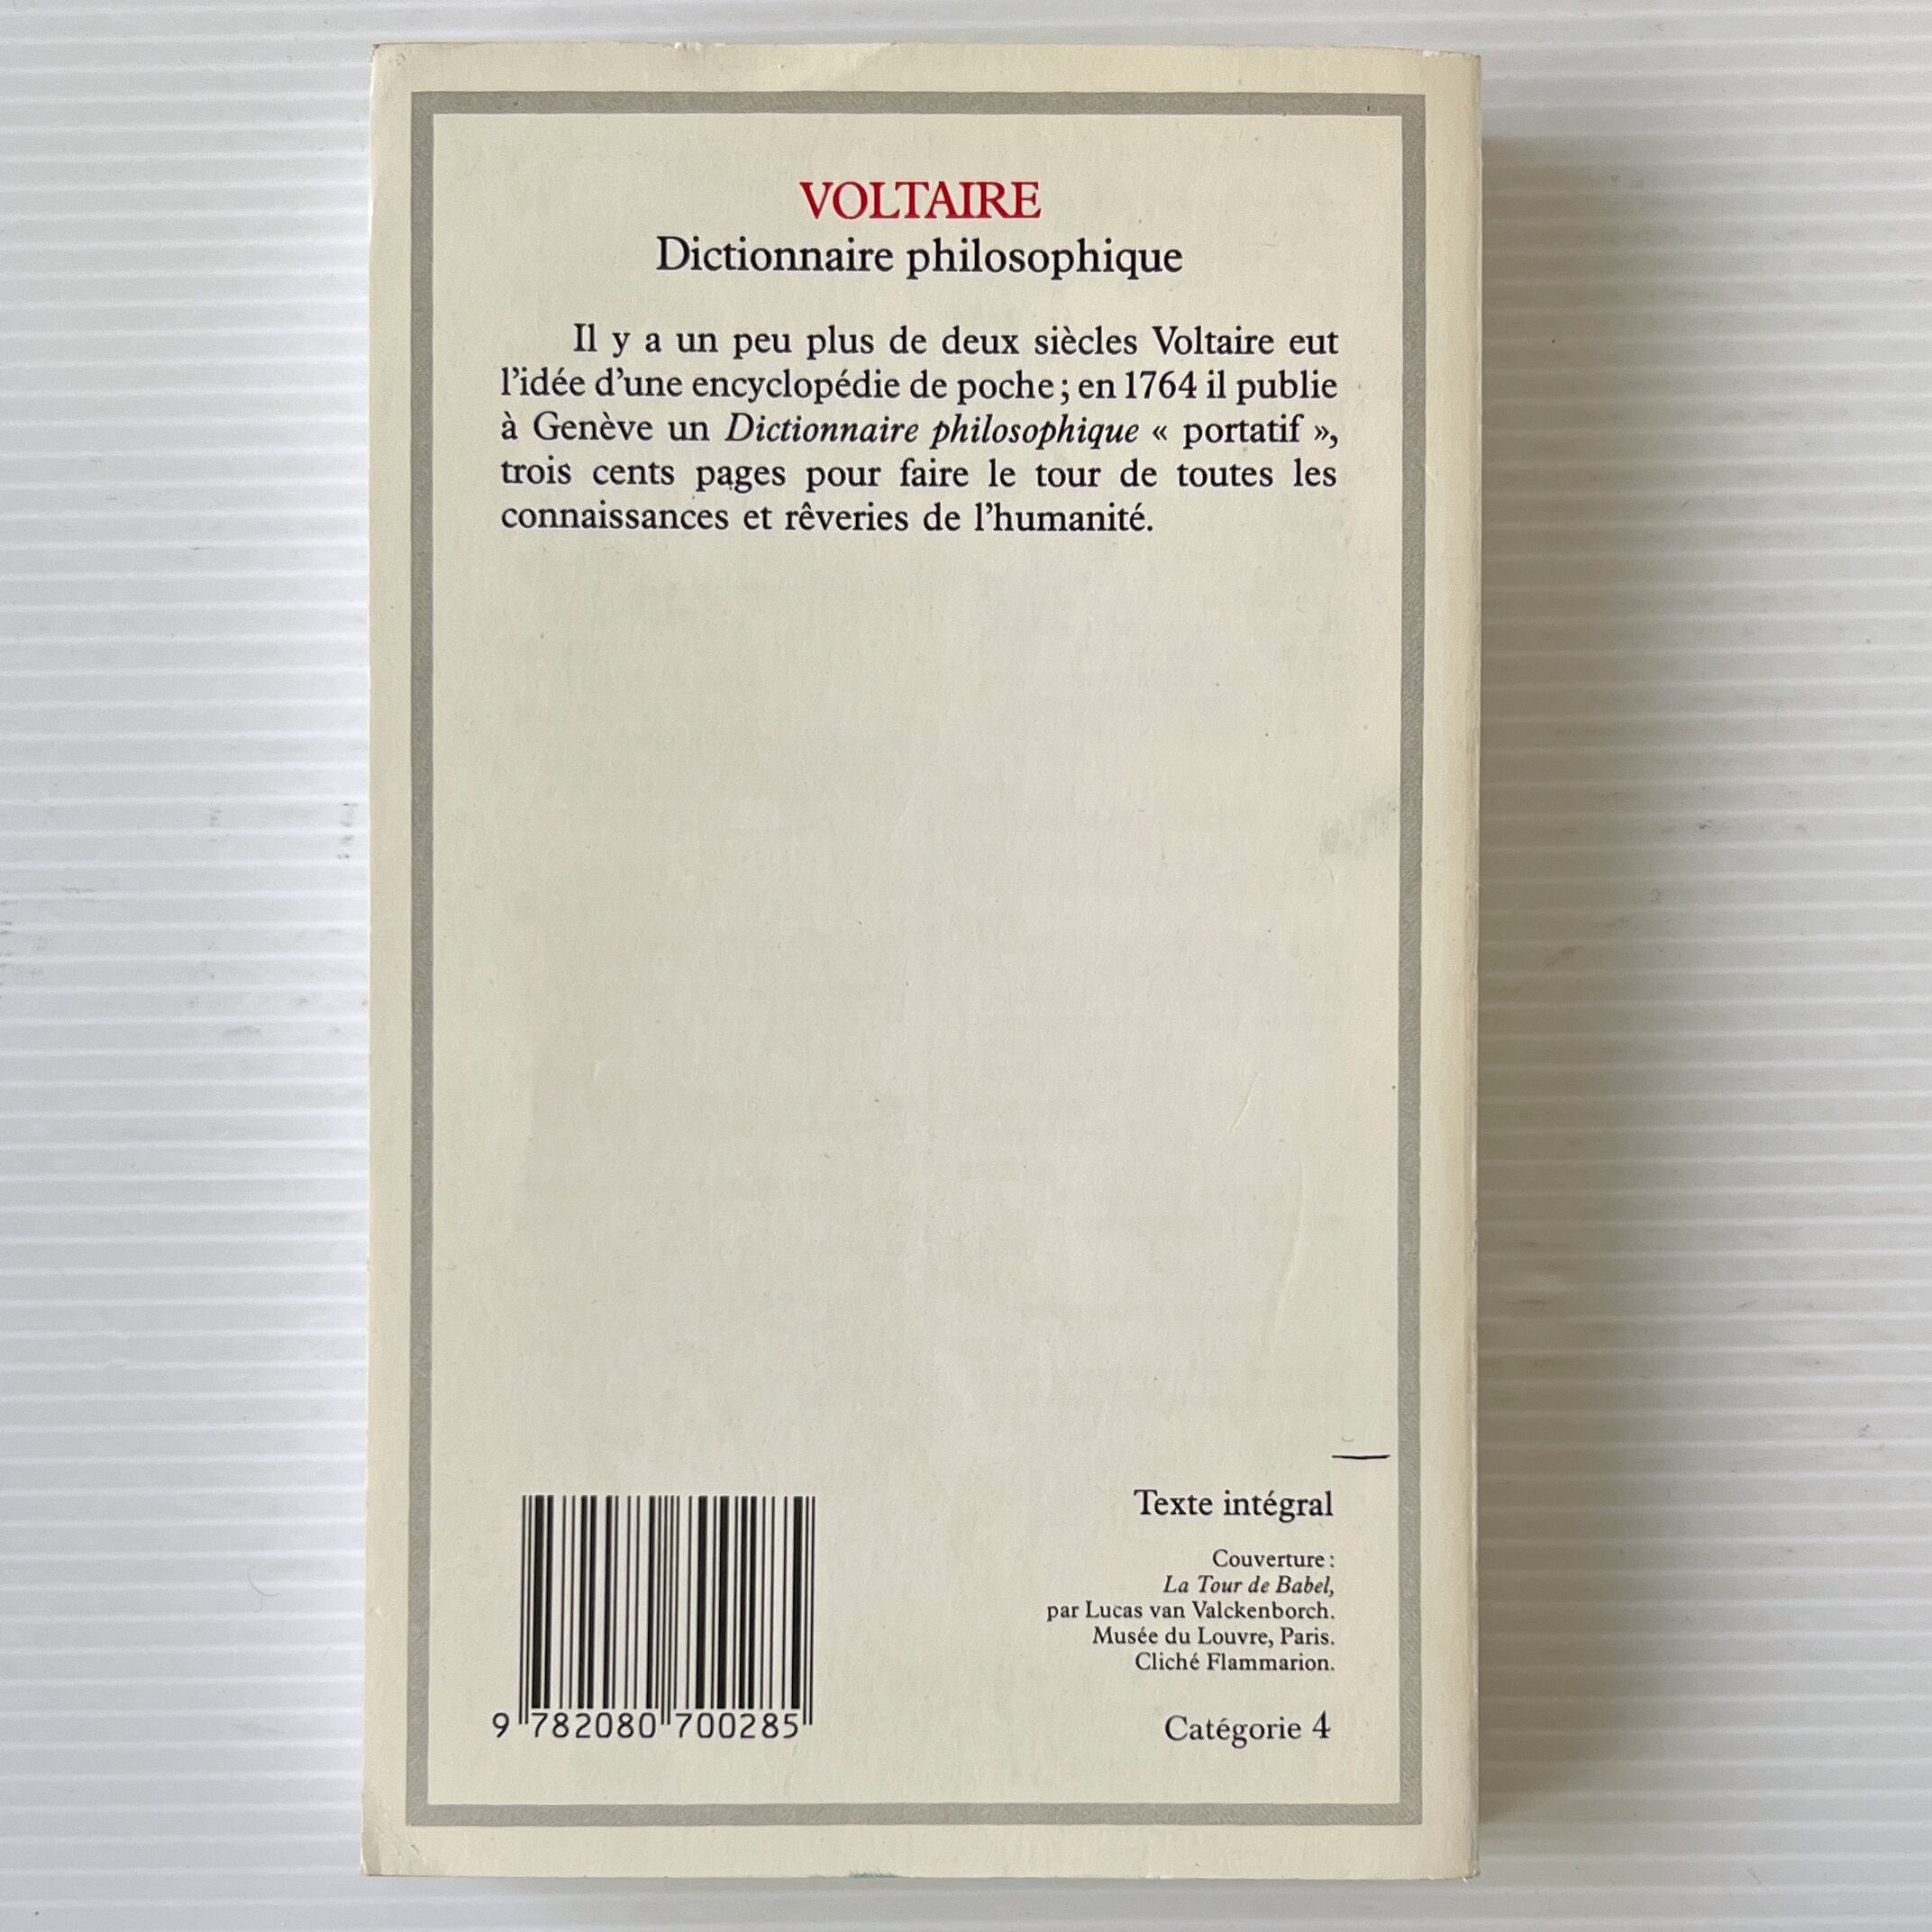 VOLTAIRE
Dictionnaire philosophique
Il y a un peu plus de deux siècles Voltaire eut
l’idée d’une encyclopédie de poche ; en 1764 il publie
à Genève un Dictionnaire philosophique « portatif »,
trois cents pages pour faire le tour de toutes les
connaissances et rêveries de l’humanité.
Texte intégral
Couverture :
La Tour de Babel,
par Lucas van Valckenborch.
Musée du Louvre, Paris.
Cliché Flammarion.
Catégorie 4
9 782080 700285